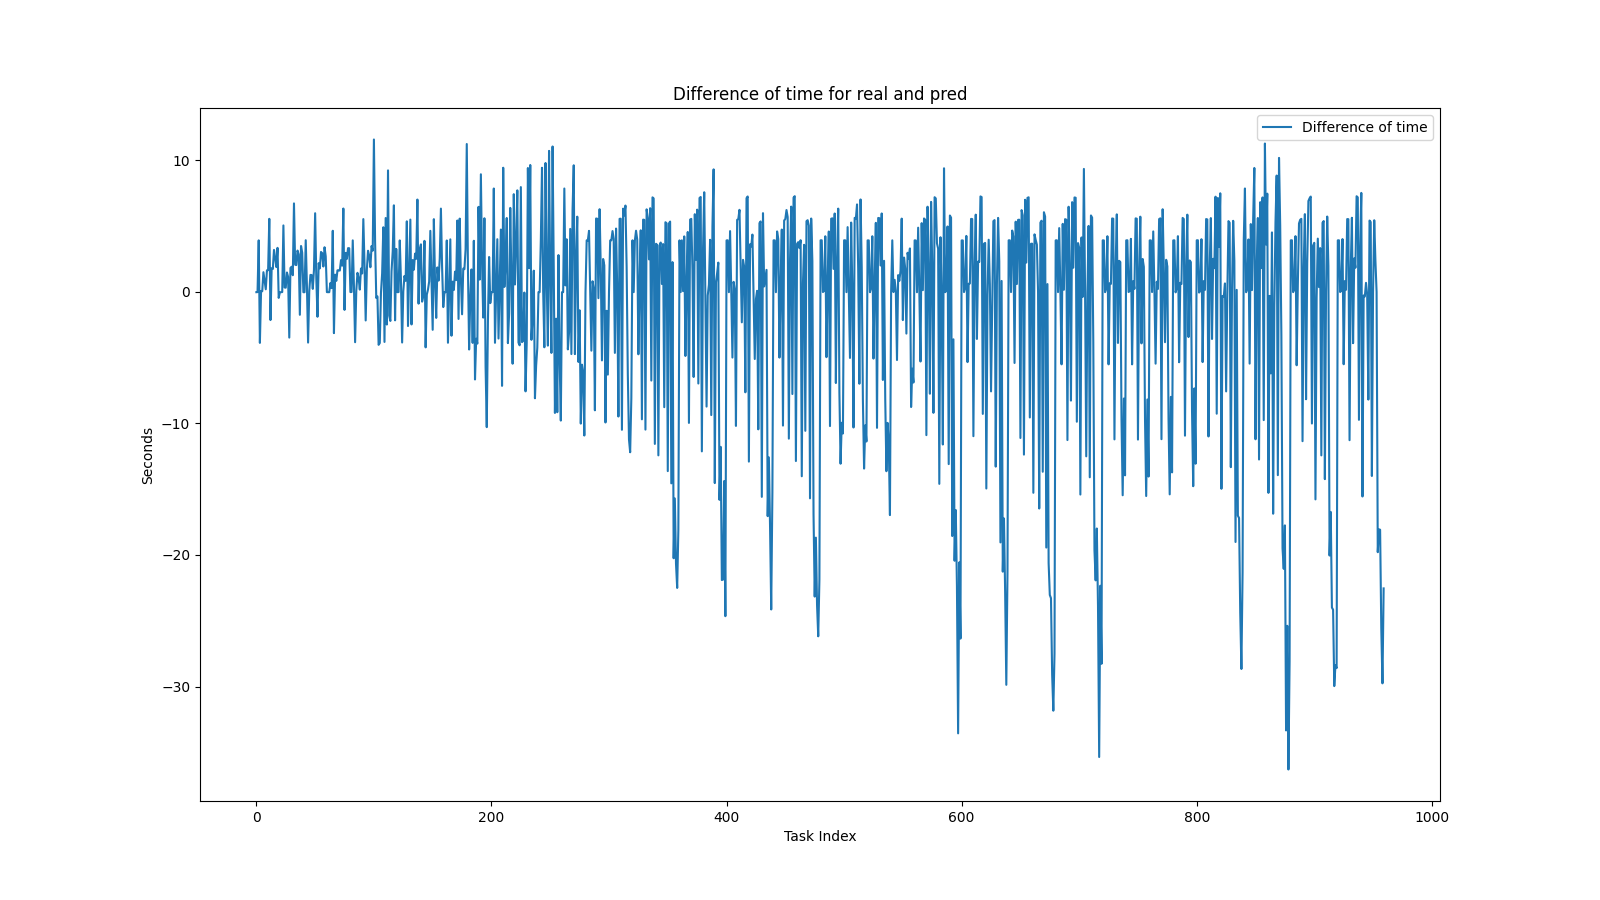 Difference of time for real and pred
Difference of time
10
0
−10
−20
−30
Seconds
0
200
400
600
800
1000
Task Index